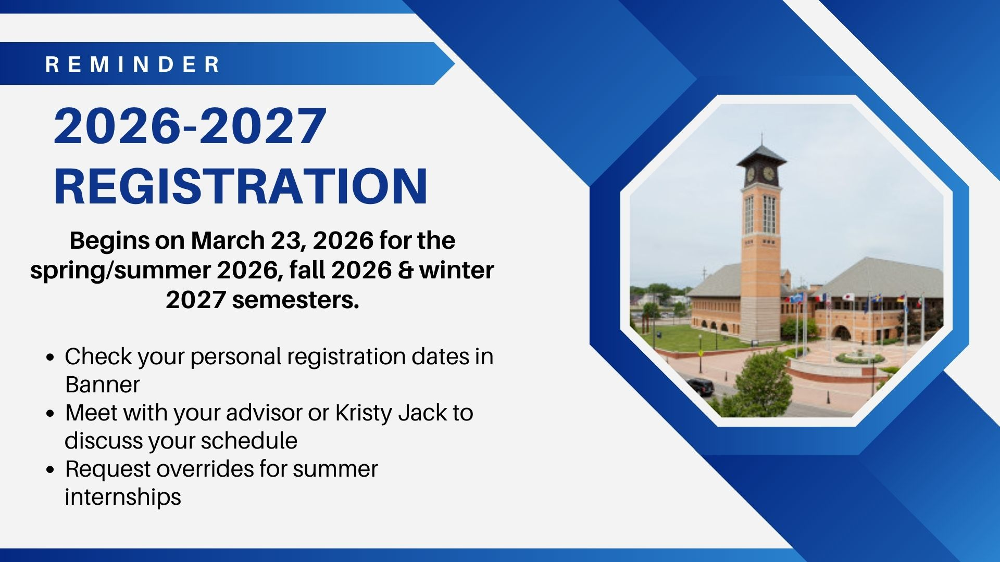 REMINDER
2026-2027
REGISTRATION
Begins on March 23, 2026 for the
spring/summer 2026, fall 2026 & winter
2027 semesters.
• Check your personal registration dates in
Banner
• Meet with your advisor or Kristy Jack to
discuss your schedule
• Request overrides for summer
internships